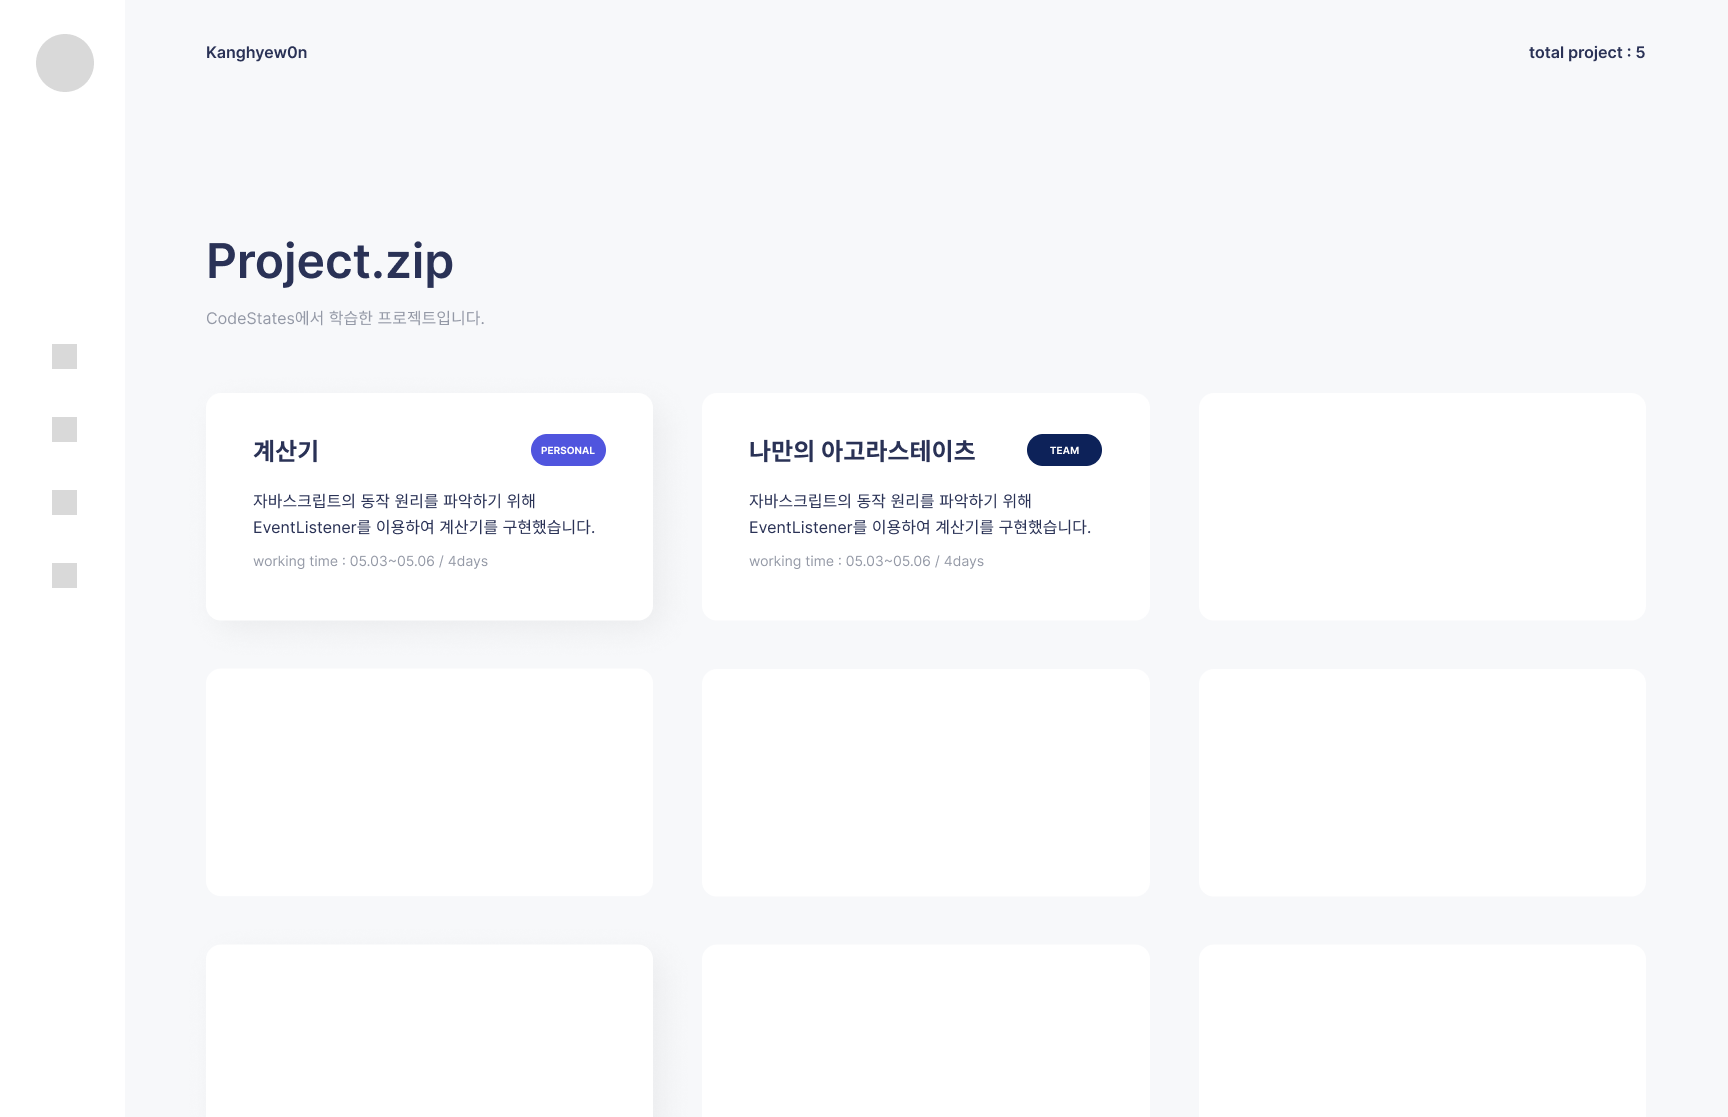 Kanghyew0n
total project : 5
Project.zip
CodeStates에서 학습한 프로젝트입니다.
계산기
PERSONAL
자바스크립트의 동작 원리를 파악하기 위해
EventListener를 이용하여 계산기를 구현했습니다.
working time : 05.03~05.06 / 4days
나만의 아고라스테이츠
TEAM
자바스크립트의 동작 원리를 파악하기 위해
EventListener를 이용하여 계산기를 구현했습니다.
working time : 05.03~05.06 / 4days